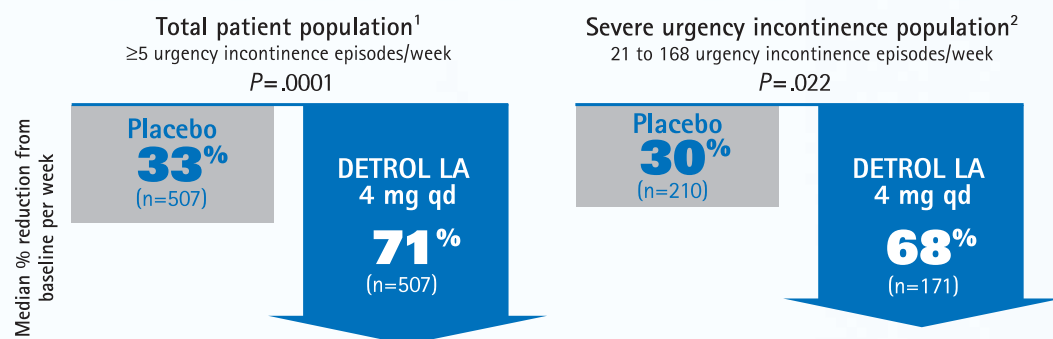 Total patient population1
≥5 urgency incontinence episodes/week
P=.0001
Severe urgency incontinence population2
21 to 168 urgency incontinence episodes/week
P=.022
Median % reduction from
baseline per week
Placebo
33%
(n=507)
DETROL LA
4 mg qd
71%
(n=507)
Placebo
30%
(n=210)
DETROL LA
4 mg qd
68%
(n=171)